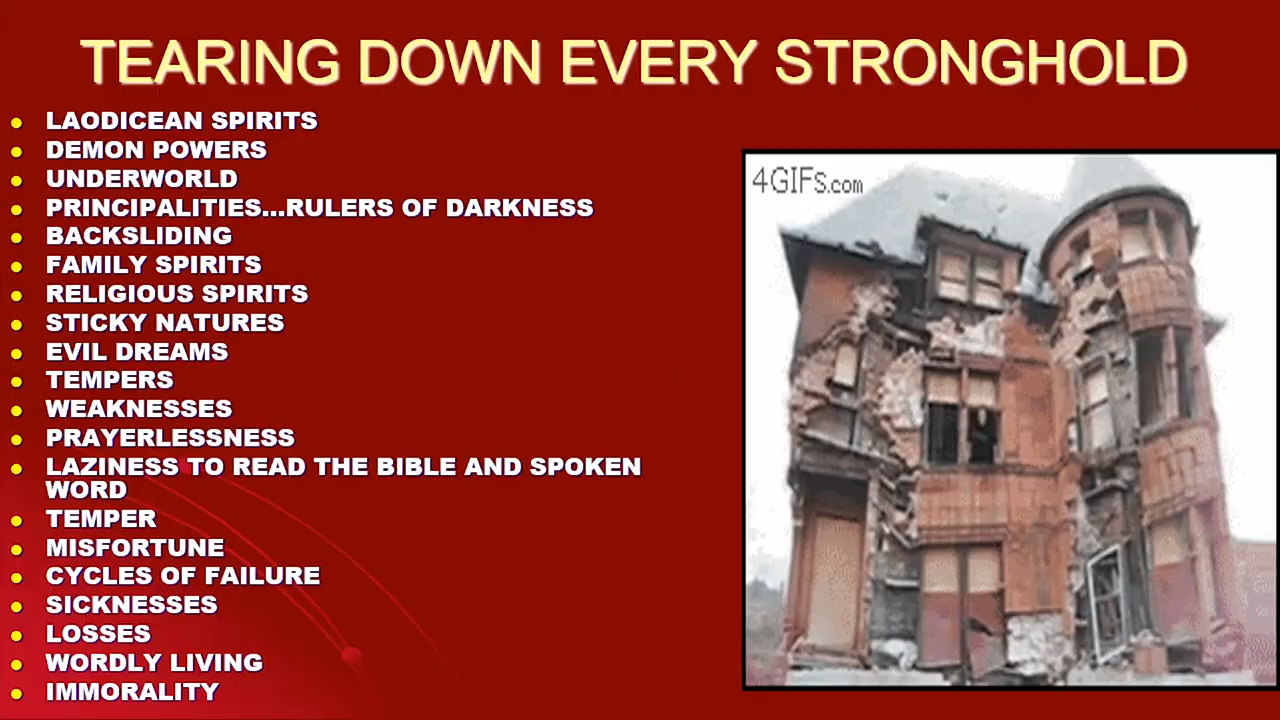 TEARING DOWN EVERY STRONGHOLD
LAODICEAN SPIRITS
DEMON POWERS
UNDERWORLD
PRINCIPALITIES...RULERS OF DARKNESS
BACKSLIDING
FAMILY SPIRITS
RELIGIOUS SPIRITS
STICKY NATURES
EVIL DREAMS
TEMPERS
WEAKNESSES
PRAYERLESSNESS
LAZINESS TO READ THE BIBLE AND SPOKEN
WORD
TEMPER
MISFORTUNE
CYCLES OF FAILURE
SICKNESSES
LOSSES
WORDLY LIVING
IMMORALITY
4GIFs.com